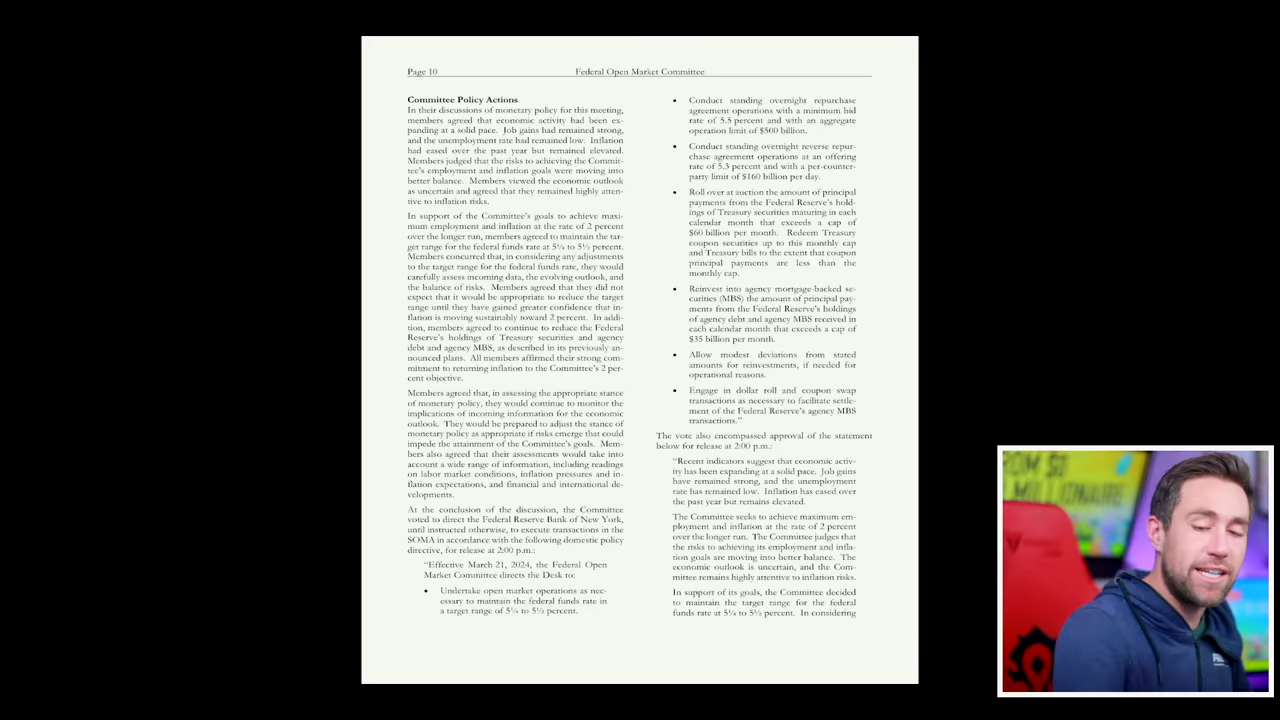 Page 10
Federal Open Market Committee
Committee Policy Actions
In their discussions of monetary policy for this meeting,
members agreed that economic activity had been ex-
panding at a solid pace. Job gains had remained strong,
and the unemployment rate had remained low. Inflation
had eased over the past year but remained elevated.
Members judged that the risks to achieving the Commit-
tee's employment and inflation goals were moving into
better balance. Members viewed the economic outlook
as uncertain and agreed that they remained highly atten-
tive to inflation risks.
In support of the Committee's goals to achieve maxi-
mum employment and inflation at the rate of 2 percent
over the longer run, members agreed to maintain the tar-
get range for the federal funds rate at 5¼ to 5½ percent.
Members concurred that, in considering any adjustments
to the target range for the federal funds rate, they would
carefully assess incoming data, the evolving outlook, and
the balance of risks. Members agreed that they did not
expect that it would be appropriate to reduce the target
range until they have gained greater confidence that in-
flation is moving sustainably toward 2 percent. In addi-
tion, members agreed to continue to reduce the Federal
Reserve's holdings of Treasury securities and agency
debt and agency MBS, as described in its previously an-
nounced plans. All members affirmed their strong com-
mitment to returning inflation to the Committee's 2 per-
cent objective.
Members agreed that, in assessing the appropriate stance
of monetary policy, they would continue to monitor the
implications of incoming information for the economic
outlook. They would be prepared to adjust the stance of
monetary policy as appropriate if risks emerge that could
impede the attainment of the Committee's goals. Mem-
bers also agreed that their assessments would take into
account a wide range of information, including readings
on labor market conditions, inflation pressures and in-
flation expectations, and financial and international de-
velopments.
At the conclusion of the discussion, the Committee
voted to direct the Federal Reserve Bank of New York,
until instructed otherwise, to execute transactions in the
SOMA in accordance with the following domestic policy
directive, for release at 2:00 p.m.:
"Effective March 21, 2024, the Federal Open
Market Committee directs the Desk to:
• Undertake open market operations as nec-
essary to maintain the federal funds rate in
a target range of 5¼ to 5½ percent.
• Conduct standing overnight repurchase
agreement operations with a minimum bid
rate of 5.5 percent and with an aggregate
operation limit of $500 billion.
• Conduct standing overnight reverse repur-
chase agreement operations at an offering
rate of 5.3 percent and with a per-counter-
party limit of $160 billion per day.
• Roll over at auction the amount of principal
payments from the Federal Reserve's hold-
ings of Treasury securities maturing in each
calendar month that exceeds a cap of
$60 billion per month. Redeem Treasury
coupon securities up to this monthly cap
and Treasury bills to the extent that coupon
principal payments are less than the
monthly cap.
• Reinvest into agency mortgage-backed se-
curities (MBS) the amount of principal pay-
ments from the Federal Reserve's holdings
of agency debt and agency MBS received in
each calendar month that exceeds a cap of
$35 billion per month.
• Allow modest deviations from stated
amounts for reinvestments, if needed for
operational reasons.
• Engage in dollar roll and coupon swap
transactions as necessary to facilitate settle-
ment of the Federal Reserve's agency MBS
transactions."
The vote also encompassed approval of the statement
below for release at 2:00 p.m.:
"Recent indicators suggest that economic activ-
ity has been expanding at a solid pace. Job gains
have remained strong, and the unemployment
rate has remained low. Inflation has eased over
the past year but remains elevated.
The Committee seeks to achieve maximum em-
ployment and inflation at the rate of 2 percent
over the longer run. The Committee judges that
the risks to achieving its employment and infla-
tion goals are moving into better balance. The
economic outlook is uncertain, and the Com-
mittee remains highly attentive to inflation risks.
In support of its goals, the Committee decided
to maintain the target range for the federal
funds rate at 5¼ to 5½ percent. In considering